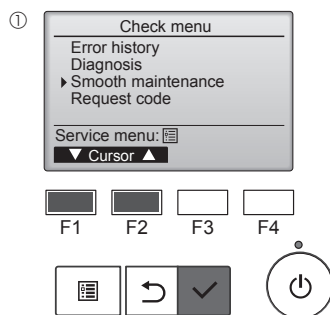 ①
Check menu
Error history
Diagnosis
Smooth maintenance
Request code
Service menu:
▼ Cursor ▲
F1 F2 F3 F4